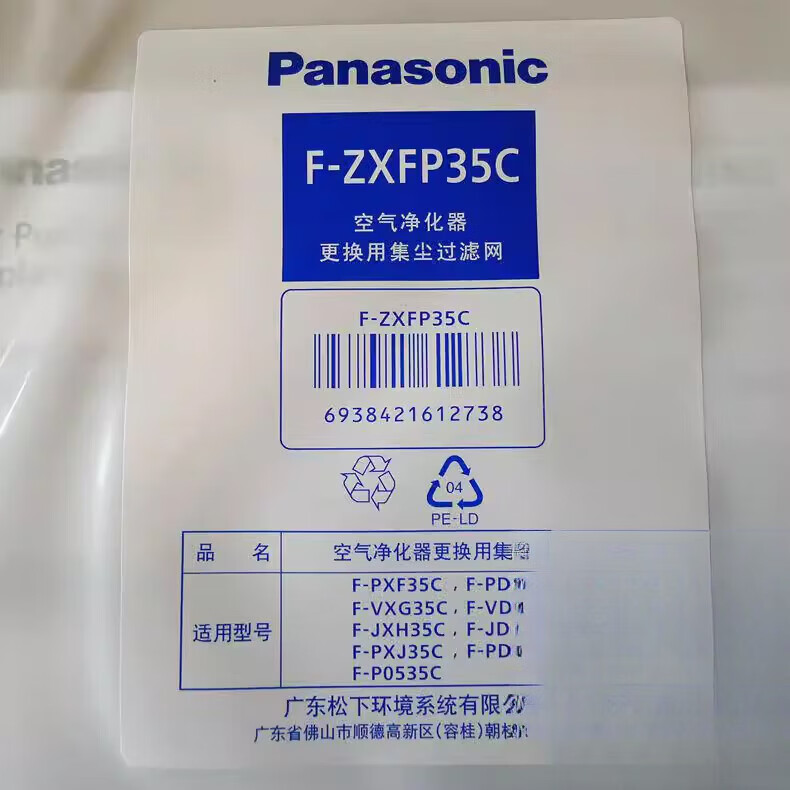 Panasonic
F-ZXFP35C
空气净化器
更换用集尘过滤网
F-ZXFP35C
6938421612738
04
PE-LD
品 名 空气净化器更换用集
适用型号
F-PXF35C，F-PD
F-VXG35C，F-VD
F-JXH35C，F-JD
F-PXJ35C，F-PD
F-P0535C
广东松下环境系统有限
广东省佛山市顺德高新区(容桂)朝